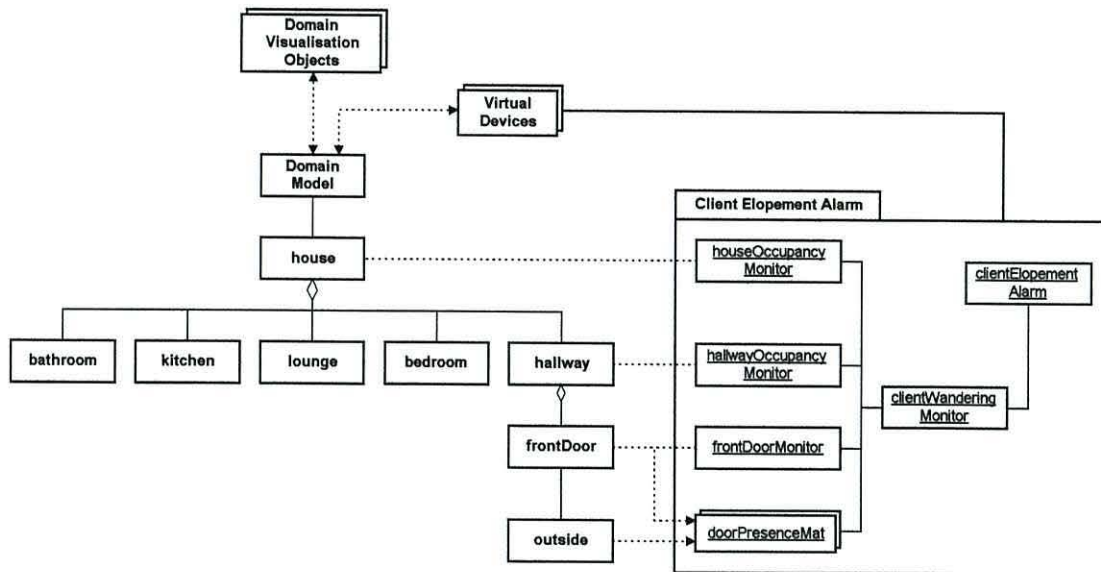 Domain
Visualisation
Objects
Virtual
Devices
Domain
Model
Client Elopement Alarm
house
houseOccupancy
Monitor
clientElopement
Alarm
bathroom
kitchen
lounge
bedroom
hallway
hallwayOccupancy
Monitor
clientWandering
Monitor
frontDoor
frontDoorMonitor
outside
doorPresenceMat